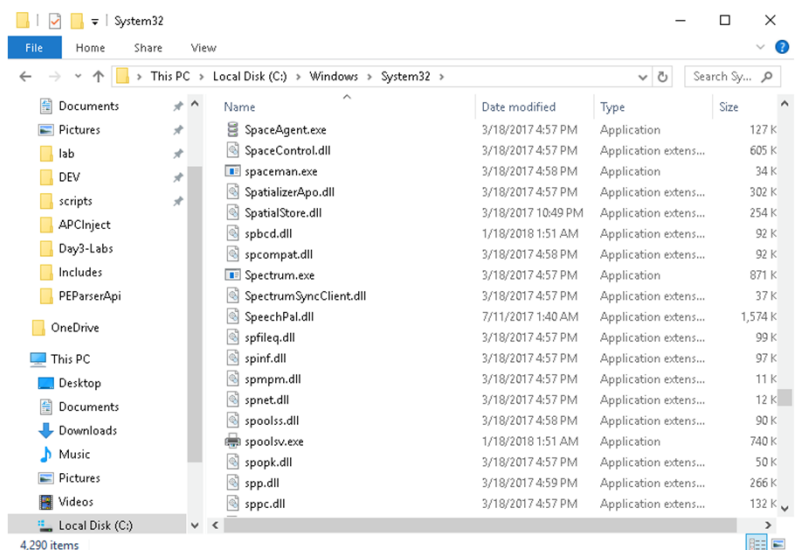 System32
File Home Share View
This PC Local Disk (C:) Windows System32 Search Sy...
Documents
Pictures
lab
DEV
scripts
APCInject
Day3-Labs
Includes
PEParserApi
OneDrive
This PC
Desktop
Documents
Downloads
Music
Pictures
Videos
Local Disk (C:)
Name Date modified Type Size
SpaceAgent.exe 3/18/2017 4:57 PM Application 127 K
SpaceControl.dll 3/18/2017 4:57 PM Application extens... 605 K
spaceman.exe 3/18/2017 4:58 PM Application 34 K
SpatializerApo.dll 3/18/2017 4:57 PM Application extens... 302 K
SpatialStore.dll 3/18/2017 10:49 PM Application extens... 254 K
spbcd.dll 1/18/2018 1:51 AM Application extens... 92 K
spcompat.dll 3/18/2017 4:58 PM Application extens... 92 K
Spectrum.exe 3/18/2017 4:57 PM Application 871 K
SpectrumSyncClient.dll 3/18/2017 4:57 PM Application extens... 37 K
SpeechPal.dll 7/11/2017 1:40 AM Application extens... 1,574 K
spfileq.dll 3/18/2017 4:57 PM Application extens... 99 K
spinf.dll 3/18/2017 4:57 PM Application extens... 97 K
spmpm.dll 3/18/2017 4:57 PM Application extens... 11 K
spnet.dll 3/18/2017 4:57 PM Application extens... 12 K
spoolss.dll 3/18/2017 4:58 PM Application extens... 90 K
spoolsv.exe 1/18/2018 1:51 AM Application 740 K
spopk.dll 3/18/2017 4:57 PM Application extens... 50 K
spp.dll 3/18/2017 4:59 PM Application extens... 266 K
sppc.dll 3/18/2017 4:57 PM Application extens... 132 K
4,290 items